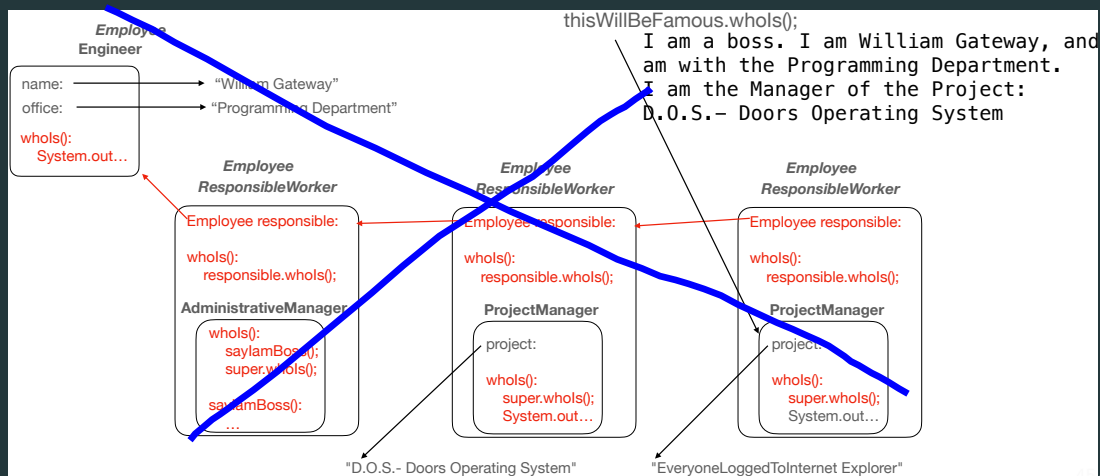 thisWillBeFamous.whoIs();
I am a boss. I am William Gateway, and
am with the Programming Department.
I am the Manager of the Project:
D.O.S.– Doors Operating System
Employee
Engineer
name:
“William Gateway”
office:
“Programming Department”
whoIs():
System.out…
Employee
ResponsibleWorker
Employee responsible:
whoIs():
responsible.whoIs();
AdministrativeManager
whoIs():
sayIamBoss();
super.whoIs();
sayIamBoss():
…
Employee
ResponsibleWorker
Employee responsible:
whoIs():
responsible.whoIs();
ProjectManager
project:
whoIs():
super.whoIs();
System.out…
Employee
ResponsibleWorker
Employee responsible:
whoIs():
responsible.whoIs();
ProjectManager
project:
whoIs():
super.whoIs();
System.out…
"D.O.S.- Doors Operating System"
"EveryoneLoggedToInternet Explorer"